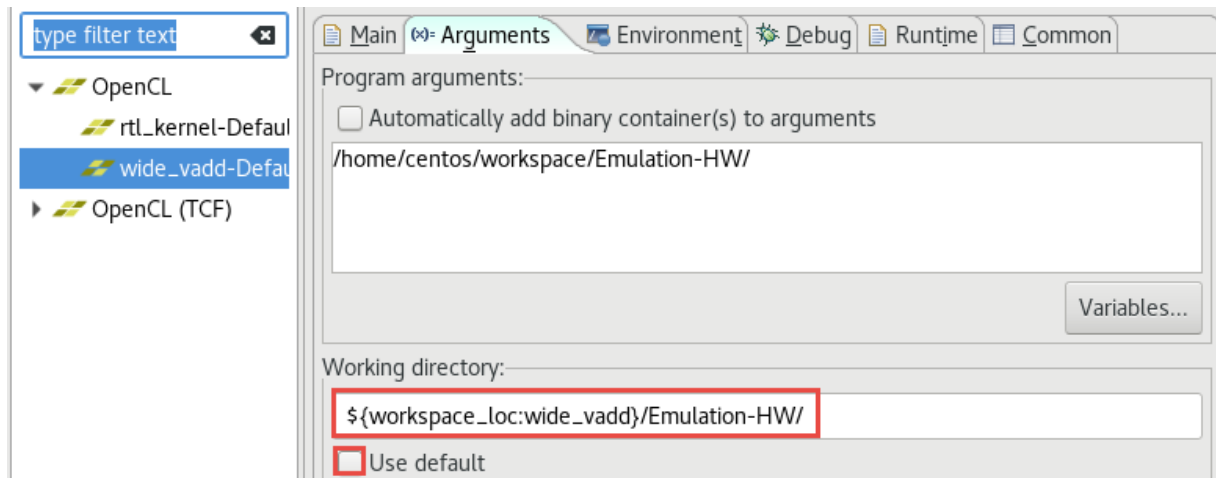 type filter text
OpenCL
rtl_kernel-Defaul
wide_vadd-Defau
OpenCL (TCF)
Main (x)= Arguments Environment Debug Runtime Common
Program arguments:
Automatically add binary container(s) to arguments
/home/centos/workspace/Emulation-HW/
Variables...
Working directory:
${workspace_loc:wide_vadd}/Emulation-HW/
Use default